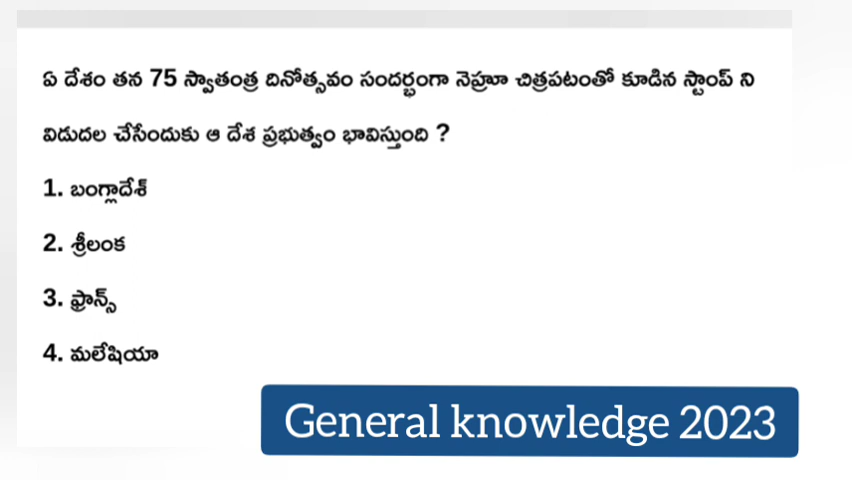 ఏ దేశం తన 75 స్వాతంత్ర దినోత్సవం సందర్భంగా నెహ్రూ చిత్రపటంతో కూడిన స్టాంప్ ని
విడుదల చేసేందుకు ఆ దేశ ప్రభుత్వం భావిస్తుంది ?
1. బంగ్లాదేశ్
2. శ్రీలంక
3. ఫ్రాన్స్
4. మలేషియా
General knowledge 2023